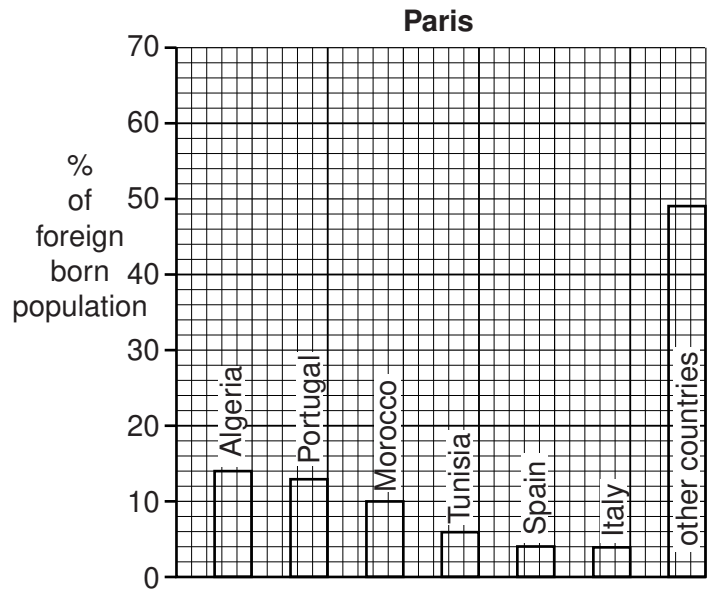 Paris
70
60
50
40
30
20
10
0
%
of
foreign
born
population
Algeria
Portugal
Morocco
Tunisia
Spain
Italy
other countries